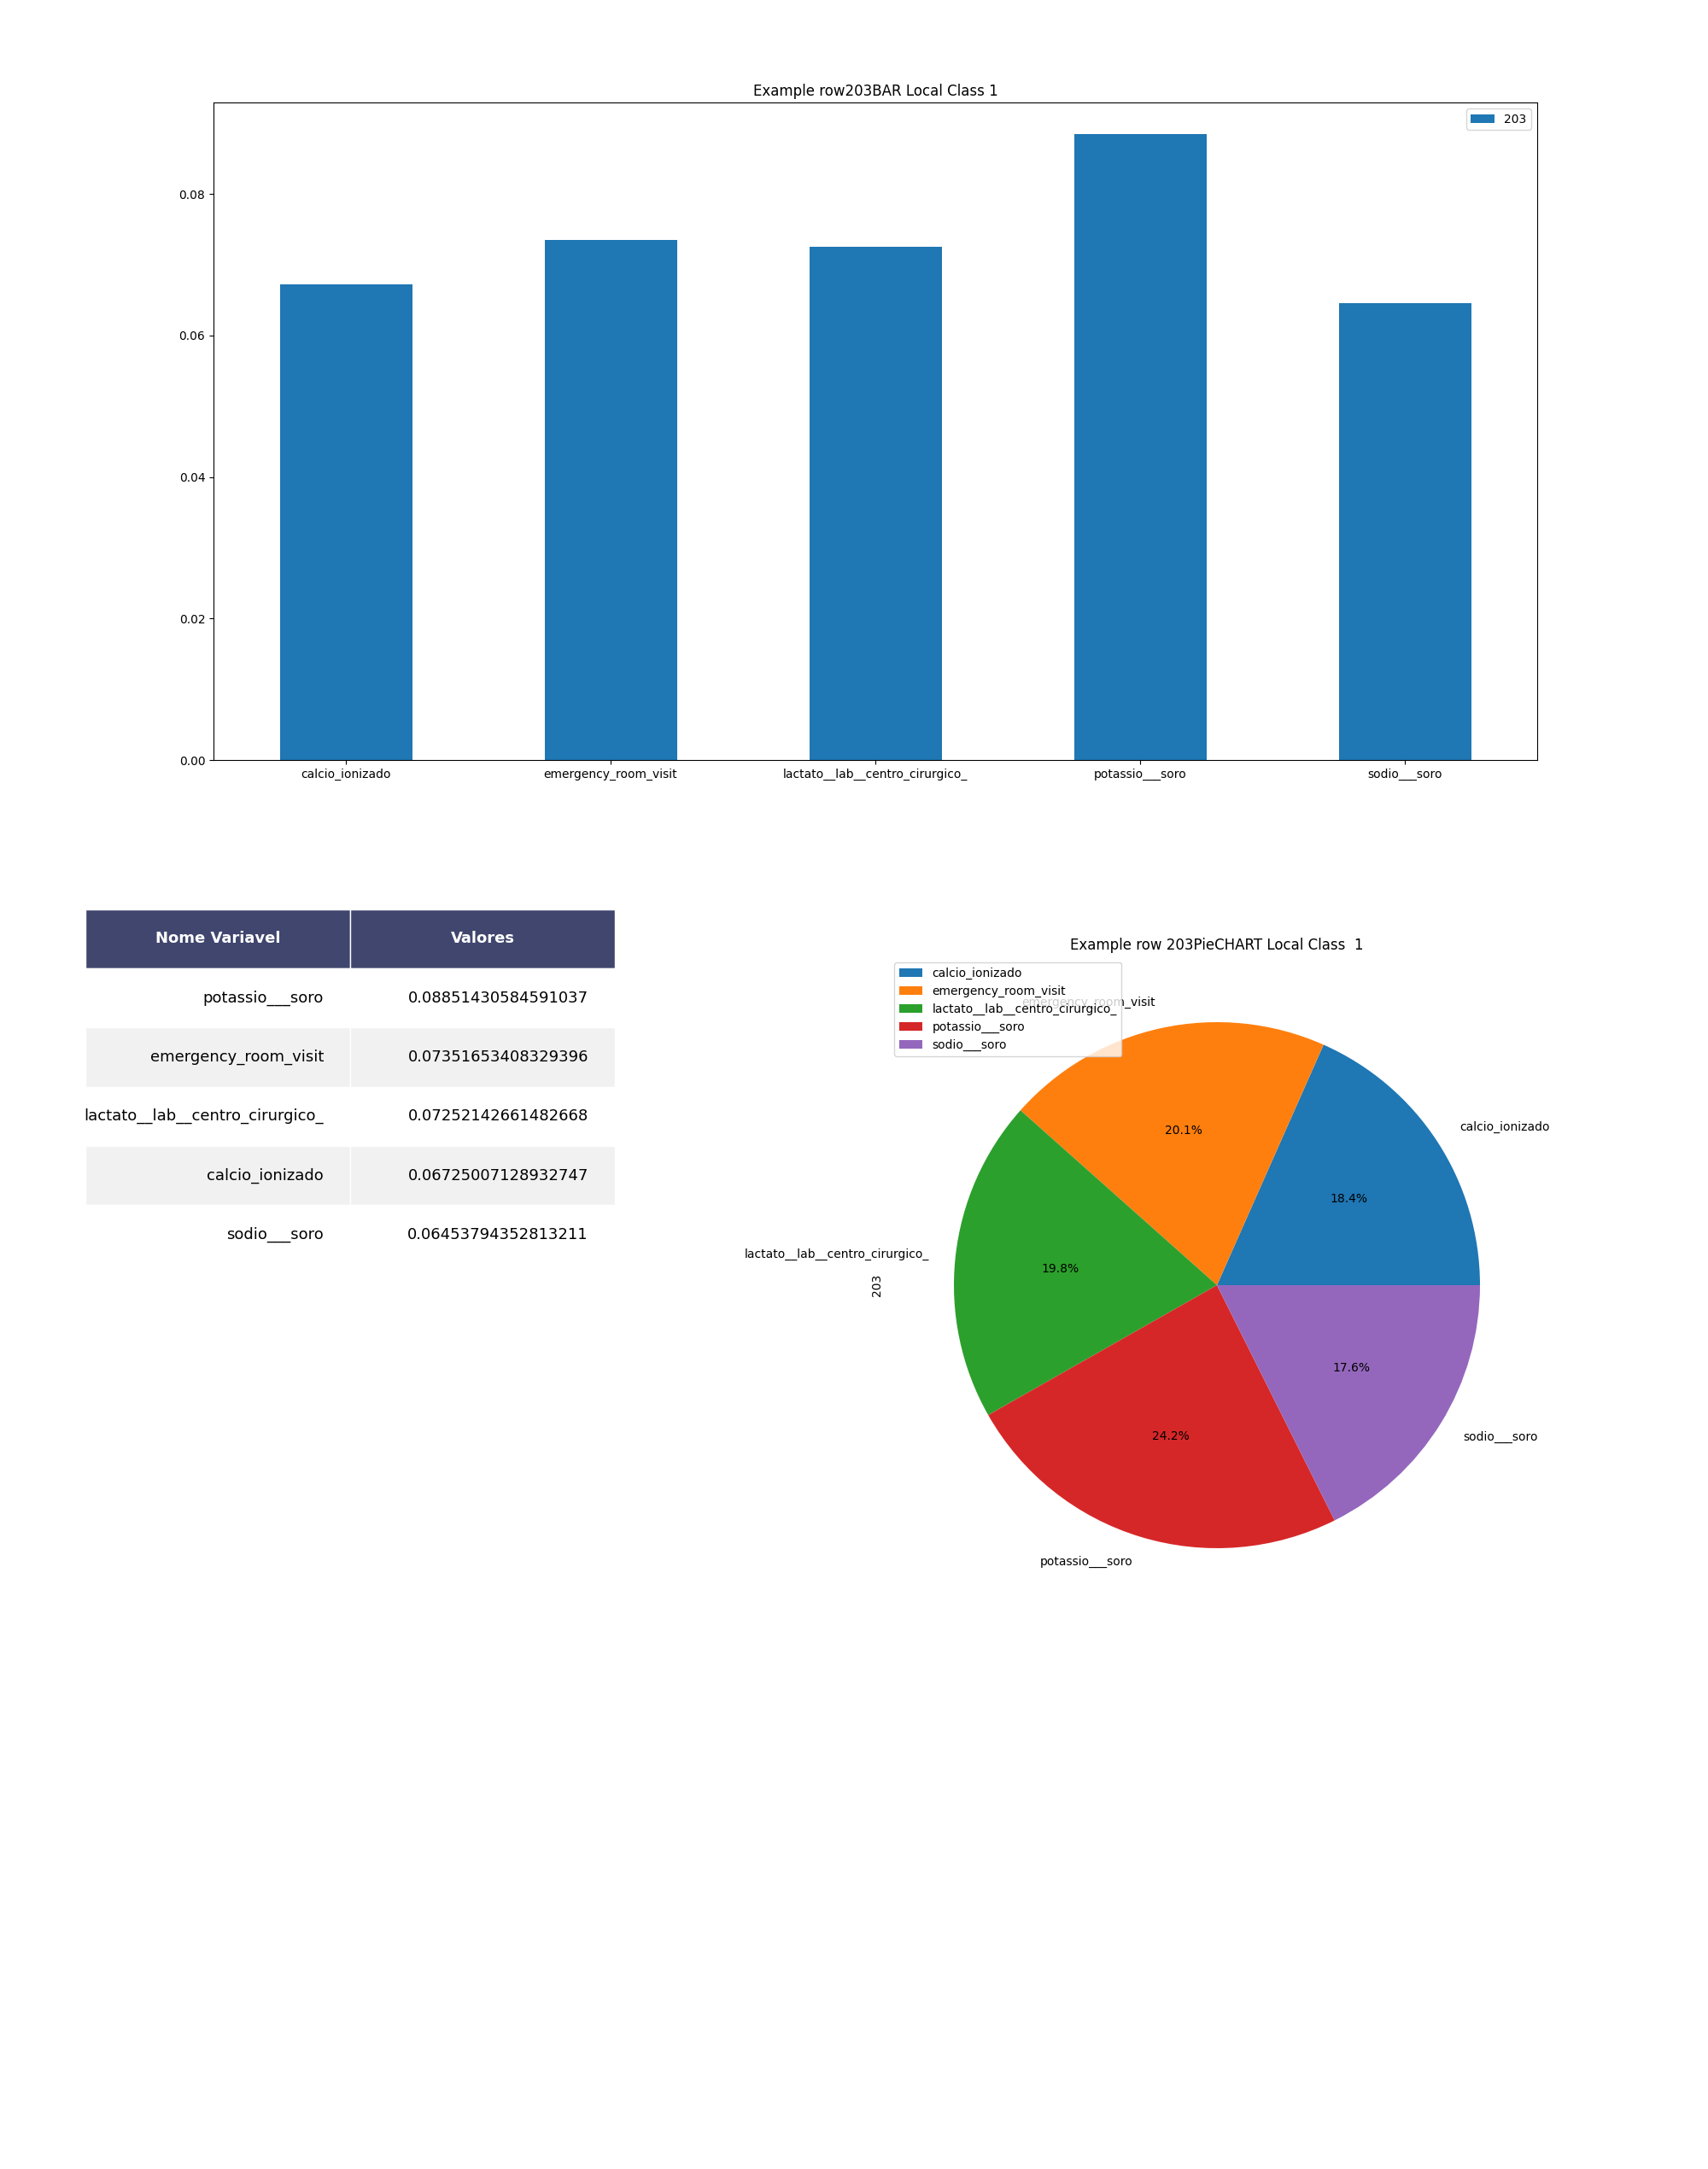 Example row203BAR Local Class 1
203
0.08
0.06
0.04
0.02
0.00
calcio_ionizado
emergency_room_visit
lactato__lab__centro_cirurgico_
potassio___soro
sodio___soro
Nome Variavel Valores
potassio___soro 0.08851430584591037
emergency_room_visit 0.07351653408329396
lactato__lab__centro_cirurgico_ 0.07252142661482668
calcio_ionizado 0.06725007128932747
sodio___soro 0.06453794352813211
Example row 203PieCHART Local Class  1
calcio_ionizado
emergency_room_visit
lactato__lab__centro_cirurgico_
potassio___soro
sodio___soro
emergency_room_visit
20.1%
calcio_ionizado
18.4%
lactato__lab__centro_cirurgico_
19.8%
203
17.6%
sodio___soro
24.2%
potassio___soro